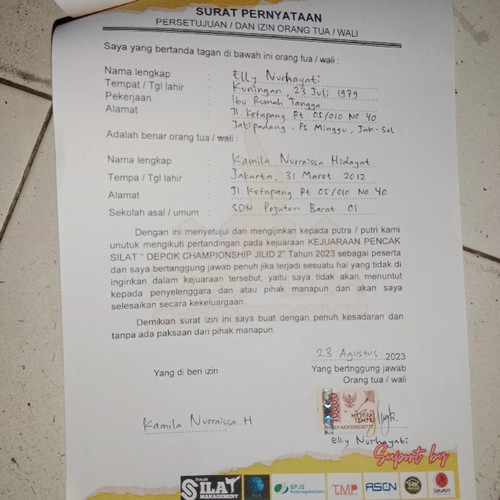 SURAT PERNYATAAN
PERSETUJUAN / DAN IZIN ORANG TUA / WALI
Saya yang bertanda tagan di bawah ini orang tua / wali :
Nama lengkap : Elly Nurhayati
Tempat / Tgl lahir : Kuningan, 23 Juli 1979
Pekerjaan : Ibu Rumah Tangga
Alamat : Jl Ketapang Rt 05/010 No 40
Jatipadang - Ps Minggu, Jak-Sel
Adalah benar orang tua / wali :
Nama lengkap : Kamila Nurraissa Hidayat
Tempa / Tgl lahir : Jakarta, 31 Maret 2012
Alamat : Jl Ketapang Rt 05/010 No 40
Sekolah asal / umum : SDN Pejaten Barat 01
Dengan ini menyetujui dan mengijinkan kepada putra / putri kami
unutuk mengikuti pertandingan pada kejuaraan KEJUARAAN PENCAK
SILAT " DEPOK CHAMPIONSHIP JILID 2" Tahun 2023 sebagai peserta
dan saya bertanggung jawab penuh jika terjadi sesuatu hal yang tidak di
inginkan dalam kejuaraan tersebut, yaitu saya tidak akan menuntut
kepada penyelenggara dan atau pihak manapun dan akan saya
selesaikan secara kekeluargaan.
Demikian surat izin ini saya buat dengan penuh kesadaran dan
tanpa ada paksaan dari pihak manapun.
23 Agustus 2023
Yang di beri izin
Yang bertnggung jawab
Orang tua / wali
METERAI
TEMPEL
Kamila Nurraissa H
Elly Nurhayati
Suport by
SILAT
MANAGEMENT
BPJS
Ketenagakerjaan
TMP
ASCN
HK